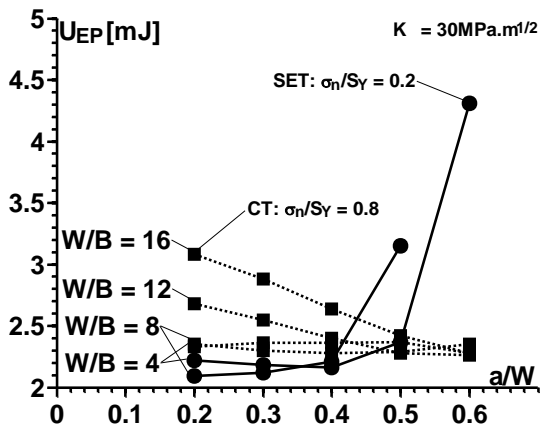 5
U_EP [mJ]
K = 30MPa.m^1/2
SET: σn/SY = 0.2
4.5
4
3.5
CT: σn/SY = 0.8
W/B = 16
3
W/B = 12
2.5
W/B = 8
W/B = 4
2
a/W
0 0.1 0.2 0.3 0.4 0.5 0.6